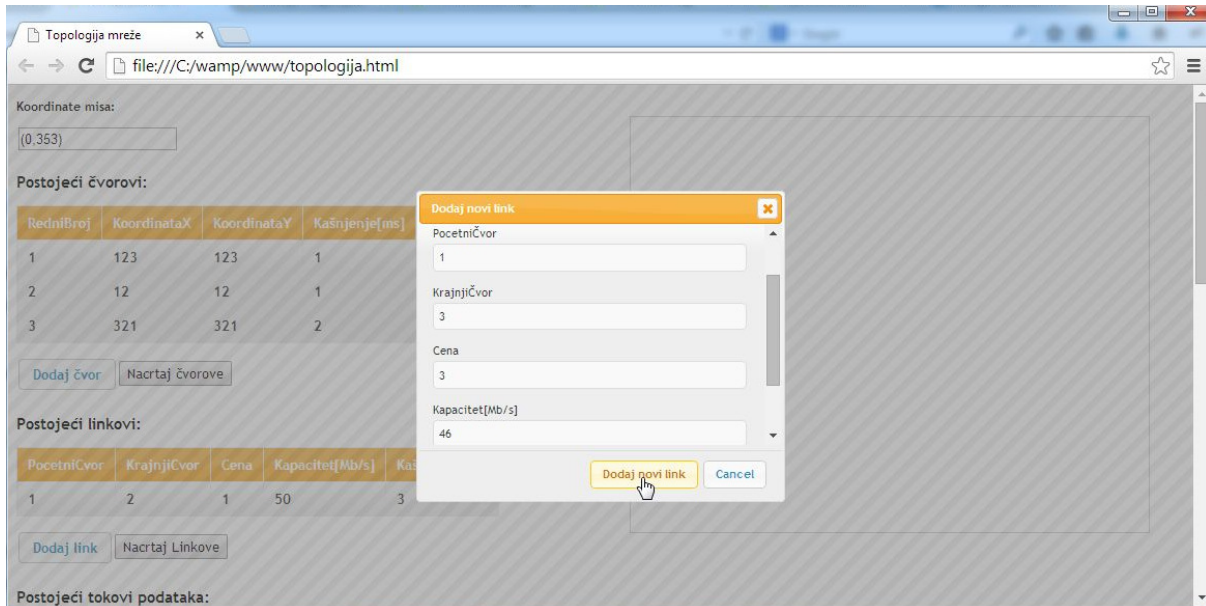 Topologija mreže
file:///C:/wamp/www/topologija.html
Koordinate misa:
(0,353)
Postojeći čvorovi:
RedniBroj KoordinataX KoordinataY Kašnjenje[ms]
1 123 123 1
2 12 12 1
3 321 321 2
Dodaj čvor Nacrtaj čvorove
Postojeći linkovi:
PocetniCvor KrajnjiCvor Cena Kapacitet[Mb/s]
1 2 1 50 3
Dodaj link Nacrtaj Linkove
Postojeći tokovi podataka:
Dodaj novi link
PocetniČvor
1
KrajnjiČvor
3
Cena
3
Kapacitet[Mb/s]
46
Dodaj novi link Cancel